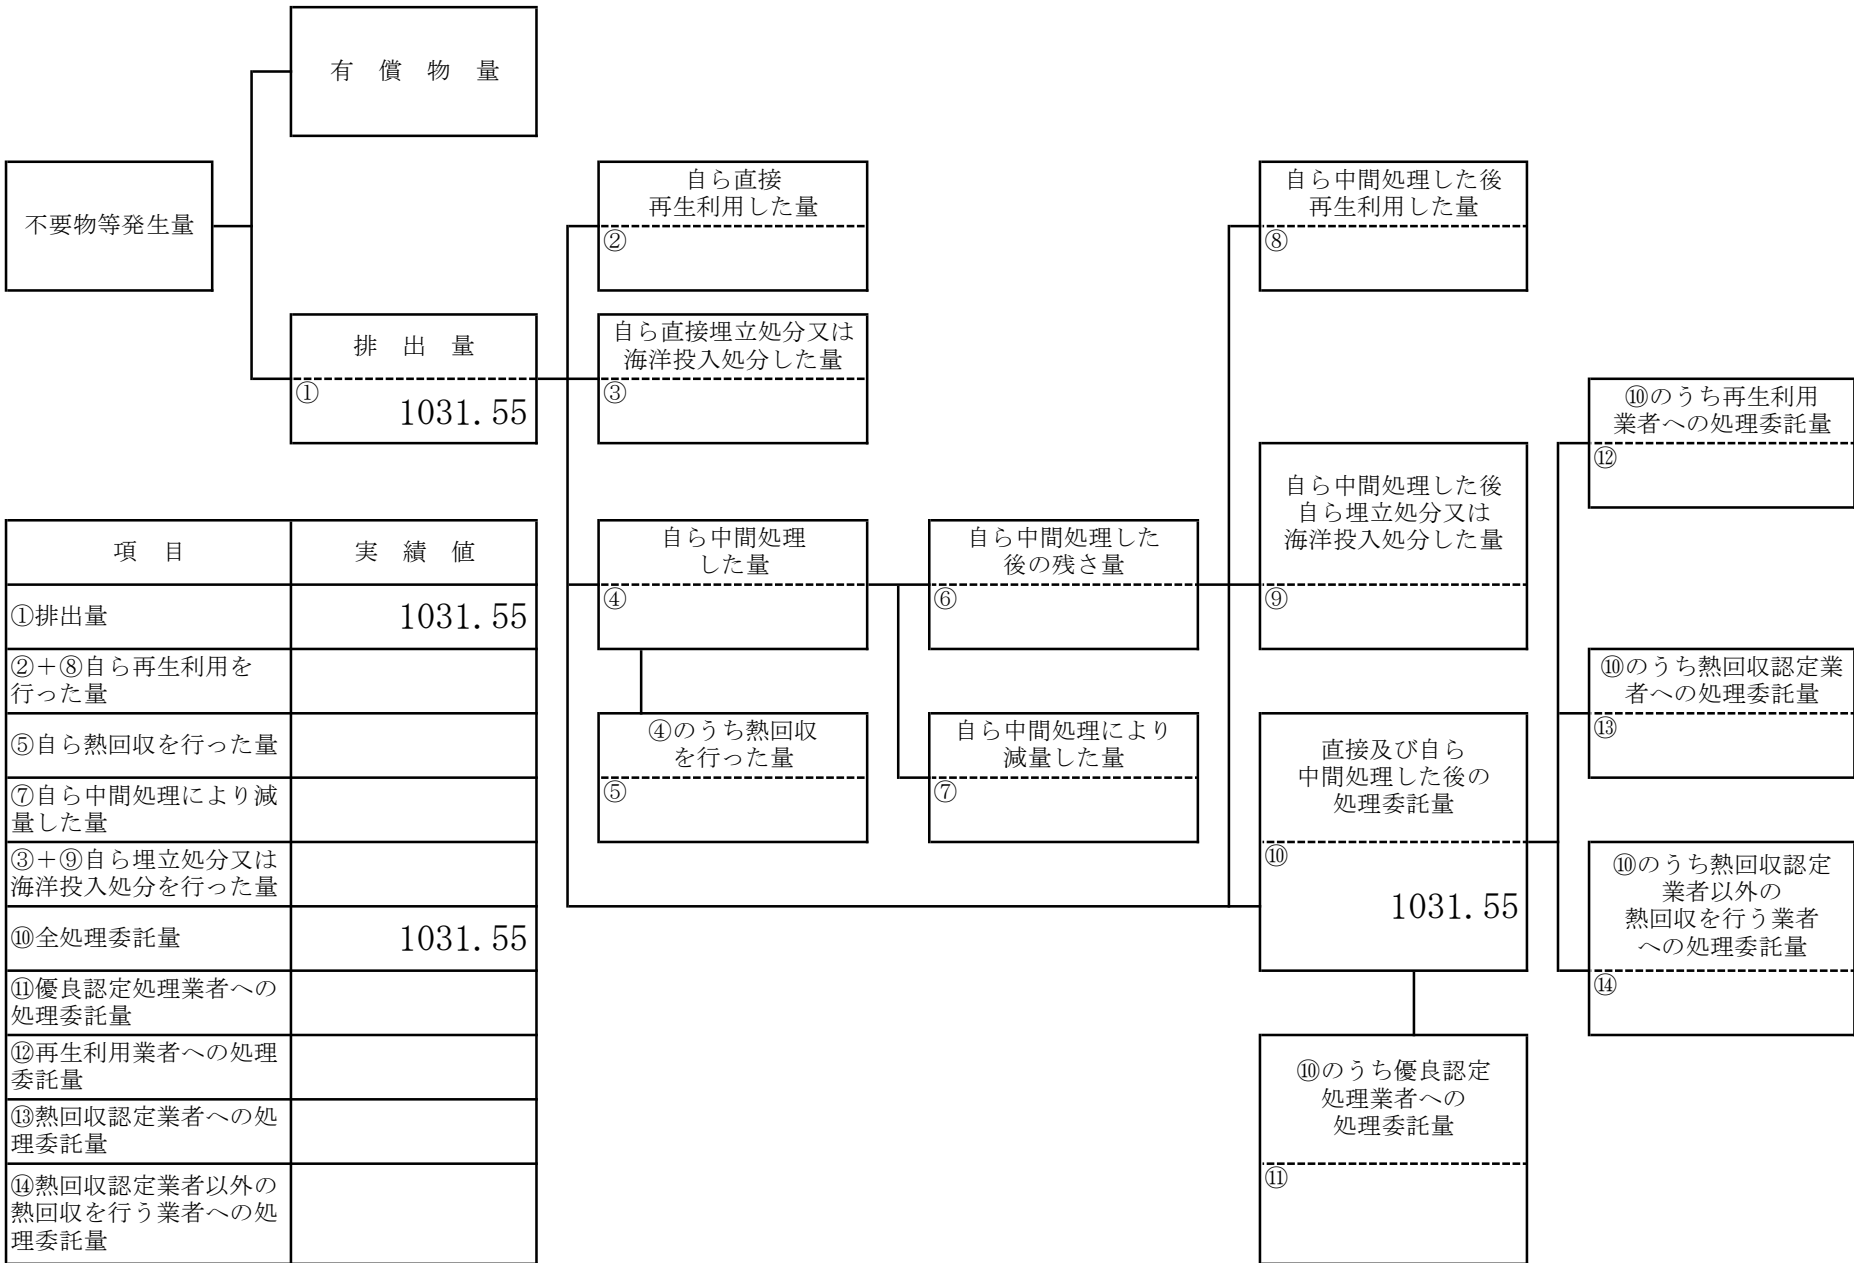 有 償 物 量
不要物等発生量
排 出 量
①
1031.55
自ら直接
再生利用した量
②
自ら直接埋立処分又は
海洋投入処分した量
③
自ら中間処理
した量
④
④のうち熱回収
を行った量
⑤
自ら中間処理した
後の残さ量
⑥
自ら中間処理により
減量した量
⑦
自ら中間処理した後
再生利用した量
⑧
自ら中間処理した後
自ら埋立処分又は
海洋投入処分した量
⑨
直接及び自ら
中間処理した後の
処理委託量
⑩
1031.55
⑩のうち優良認定
処理業者への
処理委託量
⑪
⑩のうち再生利用
業者への処理委託量
⑫
⑩のうち熱回収認定業
者への処理委託量
⑬
⑩のうち熱回収認定
業者以外の
熱回収を行う業者
への処理委託量
⑭
項 目 実 績 値
①排出量 1031.55
②+⑧自ら再生利用を
行った量
⑤自ら熱回収を行った量
⑦自ら中間処理により減
量した量
③+⑨自ら埋立処分又は
海洋投入処分を行った量
⑩全処理委託量 1031.55
⑪優良認定処理業者への
処理委託量
⑫再生利用業者への処理
委託量
⑬熱回収認定業者への処
理委託量
⑭熱回収認定業者以外の
熱回収を行う業者への処
理委託量